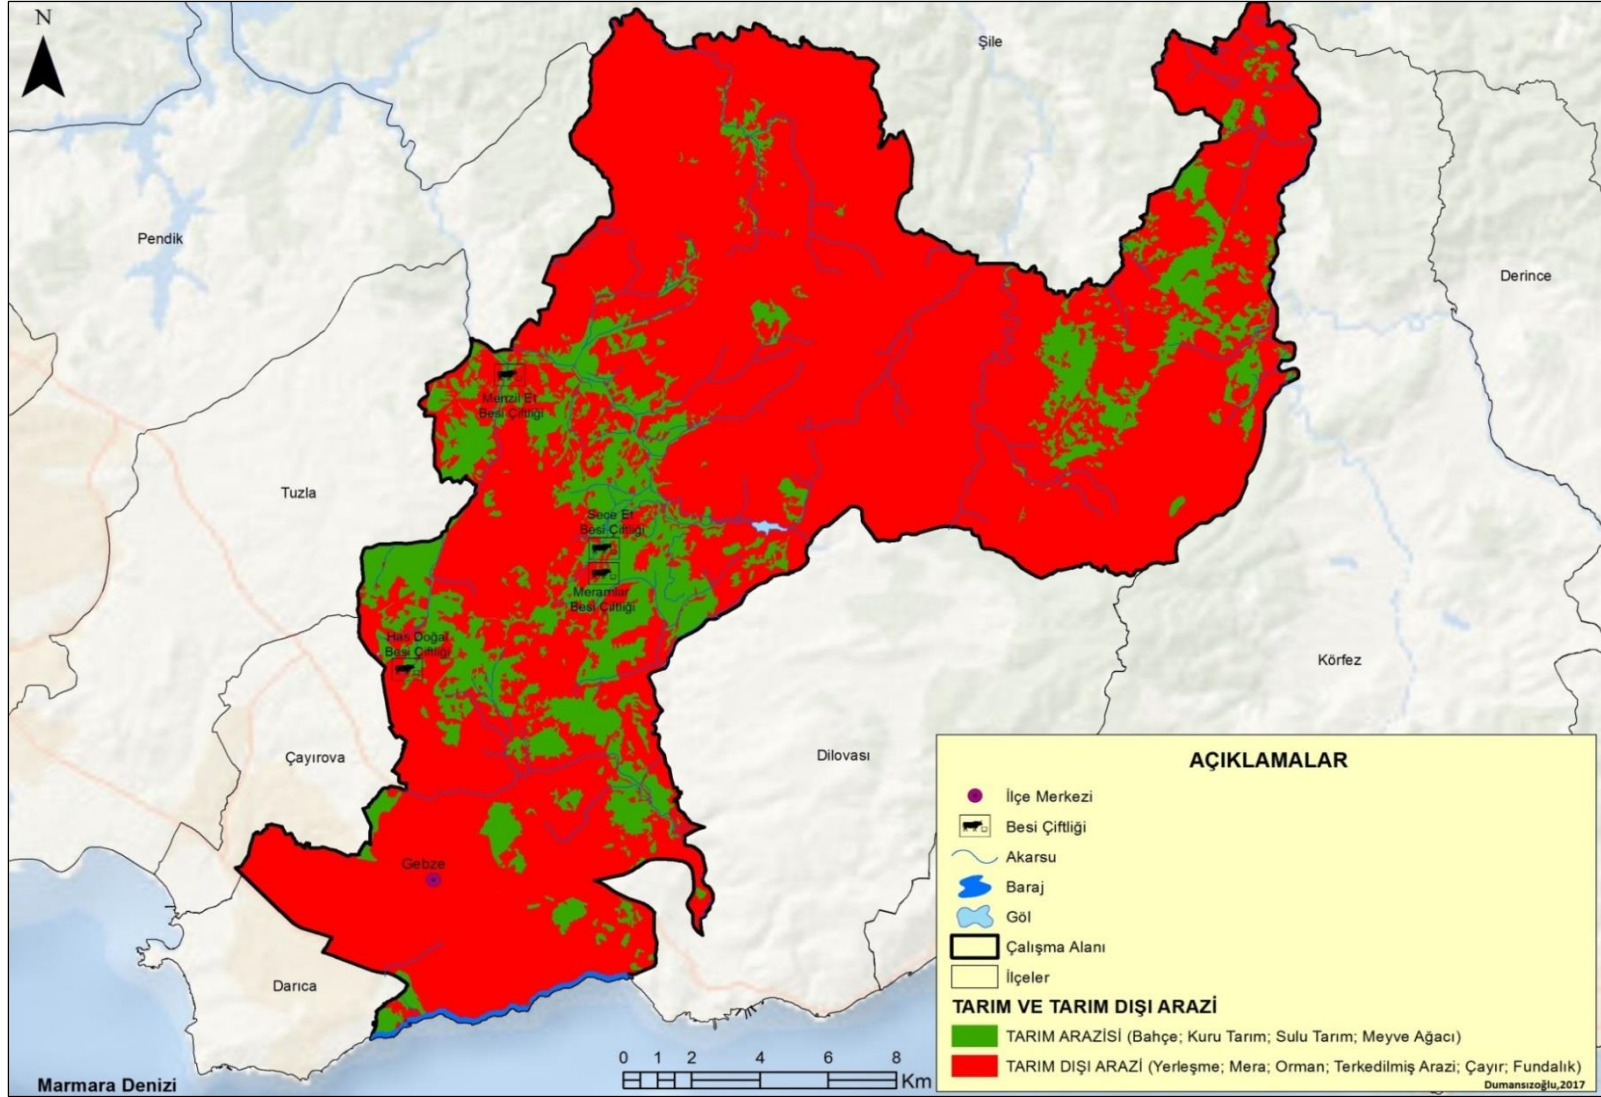 N
Şile
Pendik
Derince
Menzil Et
Besi Çiftliği
Tuzla
Sece Et
Besi Çiftliği
Meramlar
Besi Çiftliği
Has Doğal
Besi Çiftliği
Körfez
Çayırova
Dilovası
Gebze
Darıca
Marmara Denizi
0 1 2 4 6 8
Km
AÇIKLAMALAR
İlçe Merkezi
Besi Çiftliği
Akarsu
Baraj
Göl
Çalışma Alanı
İlçeler
TARIM VE TARIM DIŞI ARAZİ
TARIM ARAZİSİ (Bahçe; Kuru Tarım; Sulu Tarım; Meyve Ağacı)
TARIM DIŞI ARAZİ (Yerleşme; Mera; Orman; Terkedilmiş Arazi; Çayır; Fundalık)
Dumansızoğlu,2017